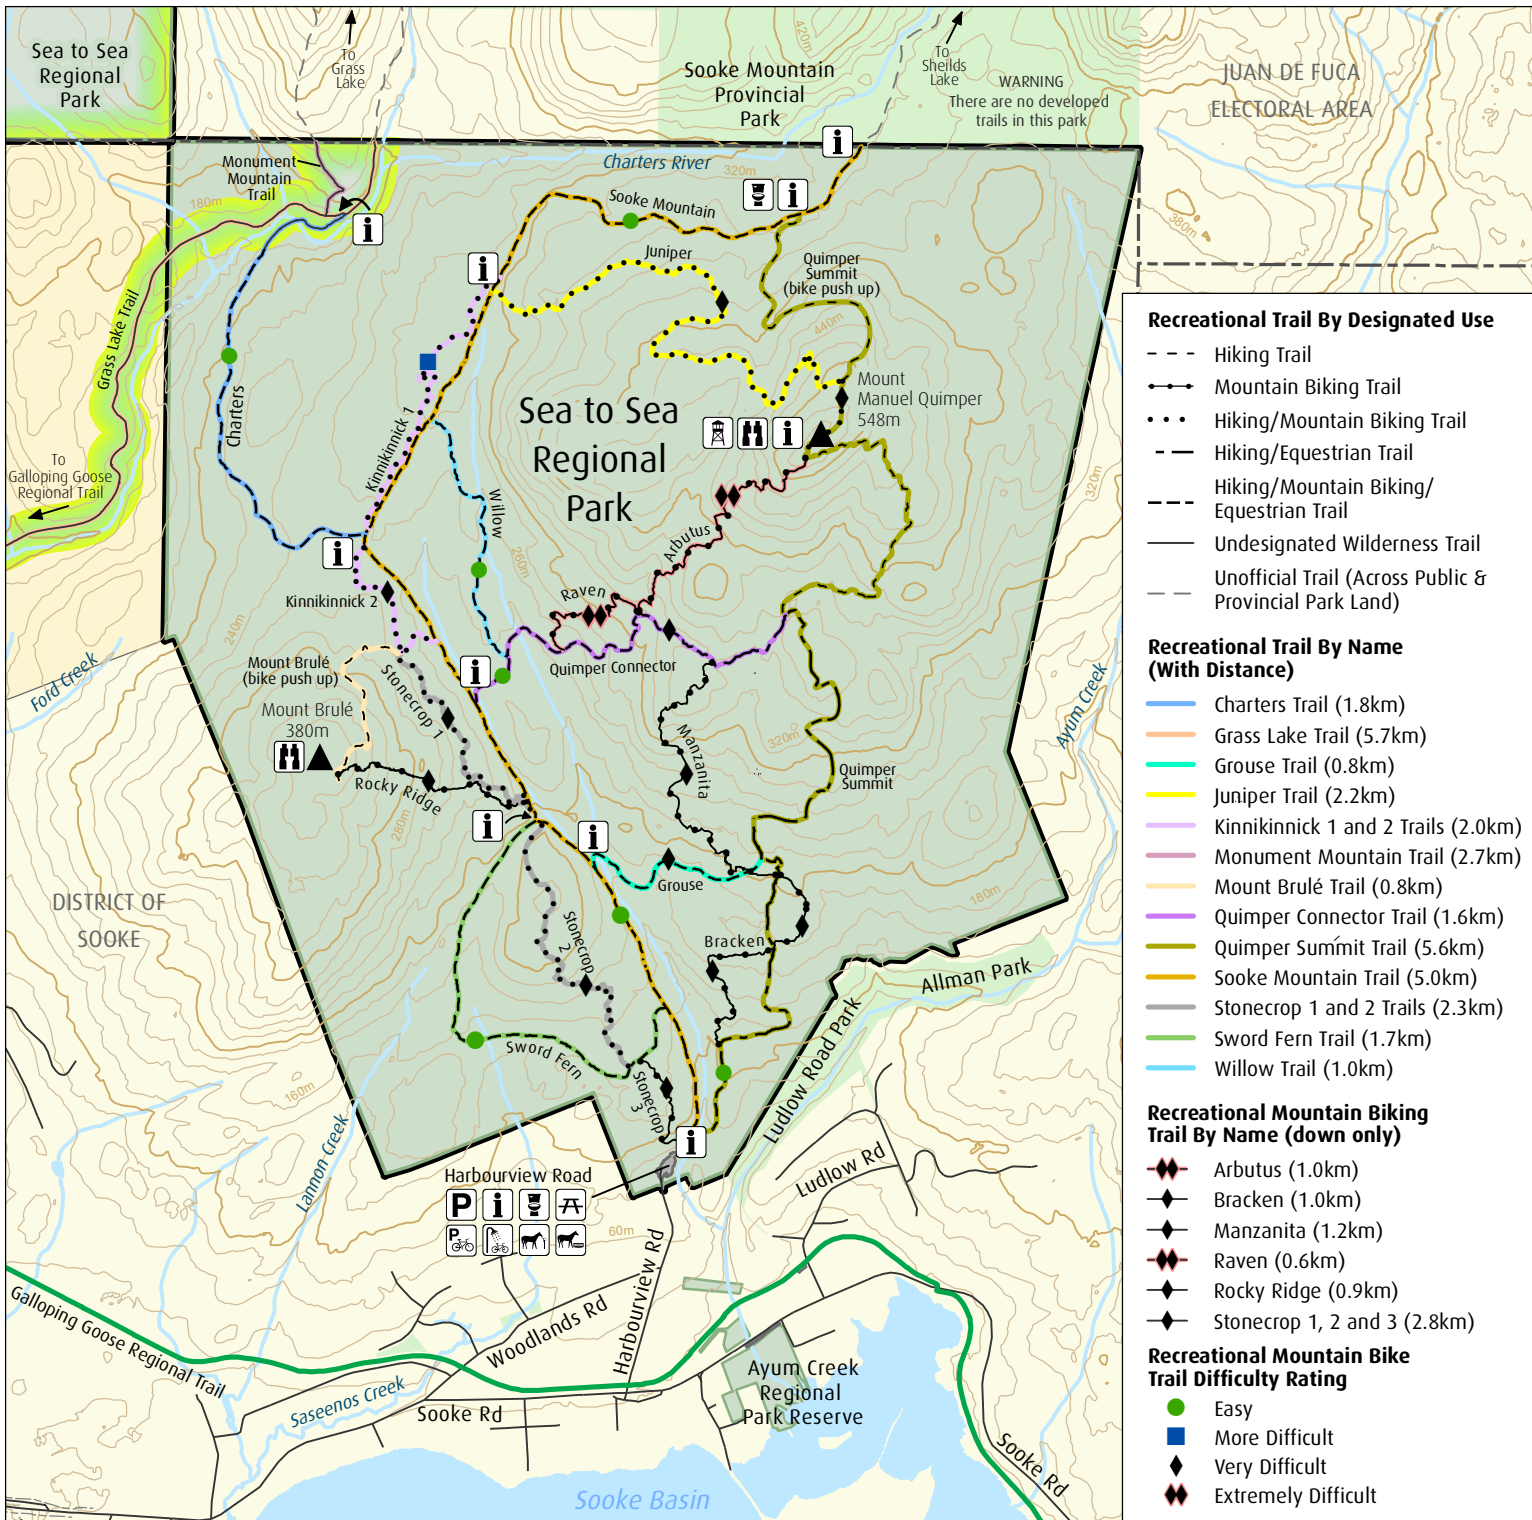 Sea to Sea
Regional
Park
To
Grass
Lake
Sooke Mountain
Provincial
Park
To
Sheilds
Lake
WARNING
There are no developed
trails in this park
JUAN DE FUCA
ELECTORAL AREA
420m
Monument
Mountain
Trail
Charters River
320m
180m
380m
Sooke Mountain
Juniper
Quimper
Summit
(bike push up)
440m
Grass Lake Trail
Charters
Kinnikinnick 1
Mount
Manuel Quimper
548m
Sea to Sea
Regional
Park
To
Galloping Goose
Regional Trail
Willow
260m
320m
Arbutus
Raven
Kinnikinnick 2
240m
Mount Brulé
(bike push up)
Quimper Connector
Ford Creek
Stonecrop 1
Mount Brulé
380m
Manzanita
320m
Ayum Creek
Rocky Ridge
280m
Quimper
Summit
Grouse
180m
DISTRICT OF
SOOKE
Stonecrop
2
Bracken
Allman Park
Sword Fern
Stonecrop
3
Ludlow Road Park
160m
Lannon Creek
Ludlow Rd
Harbourview Road
P
P
60m
Harbourview Rd
Woodlands Rd
Galloping Goose Regional Trail
Saseenos Creek
Sooke Rd
Ayum Creek
Regional
Park Reserve
Sooke Rd
Sooke Basin
Recreational Trail By Designated Use
Hiking Trail
Mountain Biking Trail
Hiking/Mountain Biking Trail
Hiking/Equestrian Trail
Hiking/Mountain Biking/
Equestrian Trail
Undesignated Wilderness Trail
Unofficial Trail (Across Public &
Provincial Park Land)
Recreational Trail By Name
(With Distance)
Charters Trail (1.8km)
Grass Lake Trail (5.7km)
Grouse Trail (0.8km)
Juniper Trail (2.2km)
Kinnikinnick 1 and 2 Trails (2.0km)
Monument Mountain Trail (2.7km)
Mount Brulé Trail (0.8km)
Quimper Connector Trail (1.6km)
Quimper Summit Trail (5.6km)
Sooke Mountain Trail (5.0km)
Stonecrop 1 and 2 Trails (2.3km)
Sword Fern Trail (1.7km)
Willow Trail (1.0km)
Recreational Mountain Biking
Trail By Name (down only)
Arbutus (1.0km)
Bracken (1.0km)
Manzanita (1.2km)
Raven (0.6km)
Rocky Ridge (0.9km)
Stonecrop 1, 2 and 3 (2.8km)
Recreational Mountain Bike
Trail Difficulty Rating
Easy
More Difficult
Very Difficult
Extremely Difficult